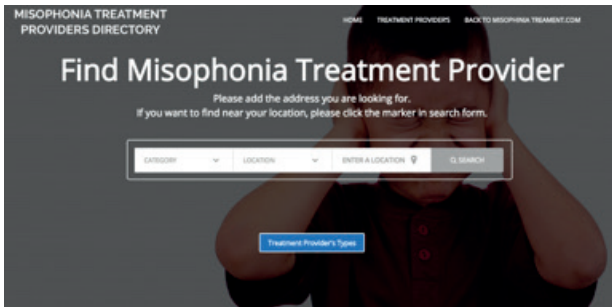 MISOPHONIA TREATMENT
PROVIDERS DIRECTORY
HOME TREATMENT PROVIDERS BACK TO MISOPHINIA TREAMENT.COM
Find Misophonia Treatment Provider
Please add the address you are looking for.
If you want to find near your location, please click the marker in search form.
CATEGORY LOCATION ENTER A LOCATION SEARCH
Treatment Provider's Types